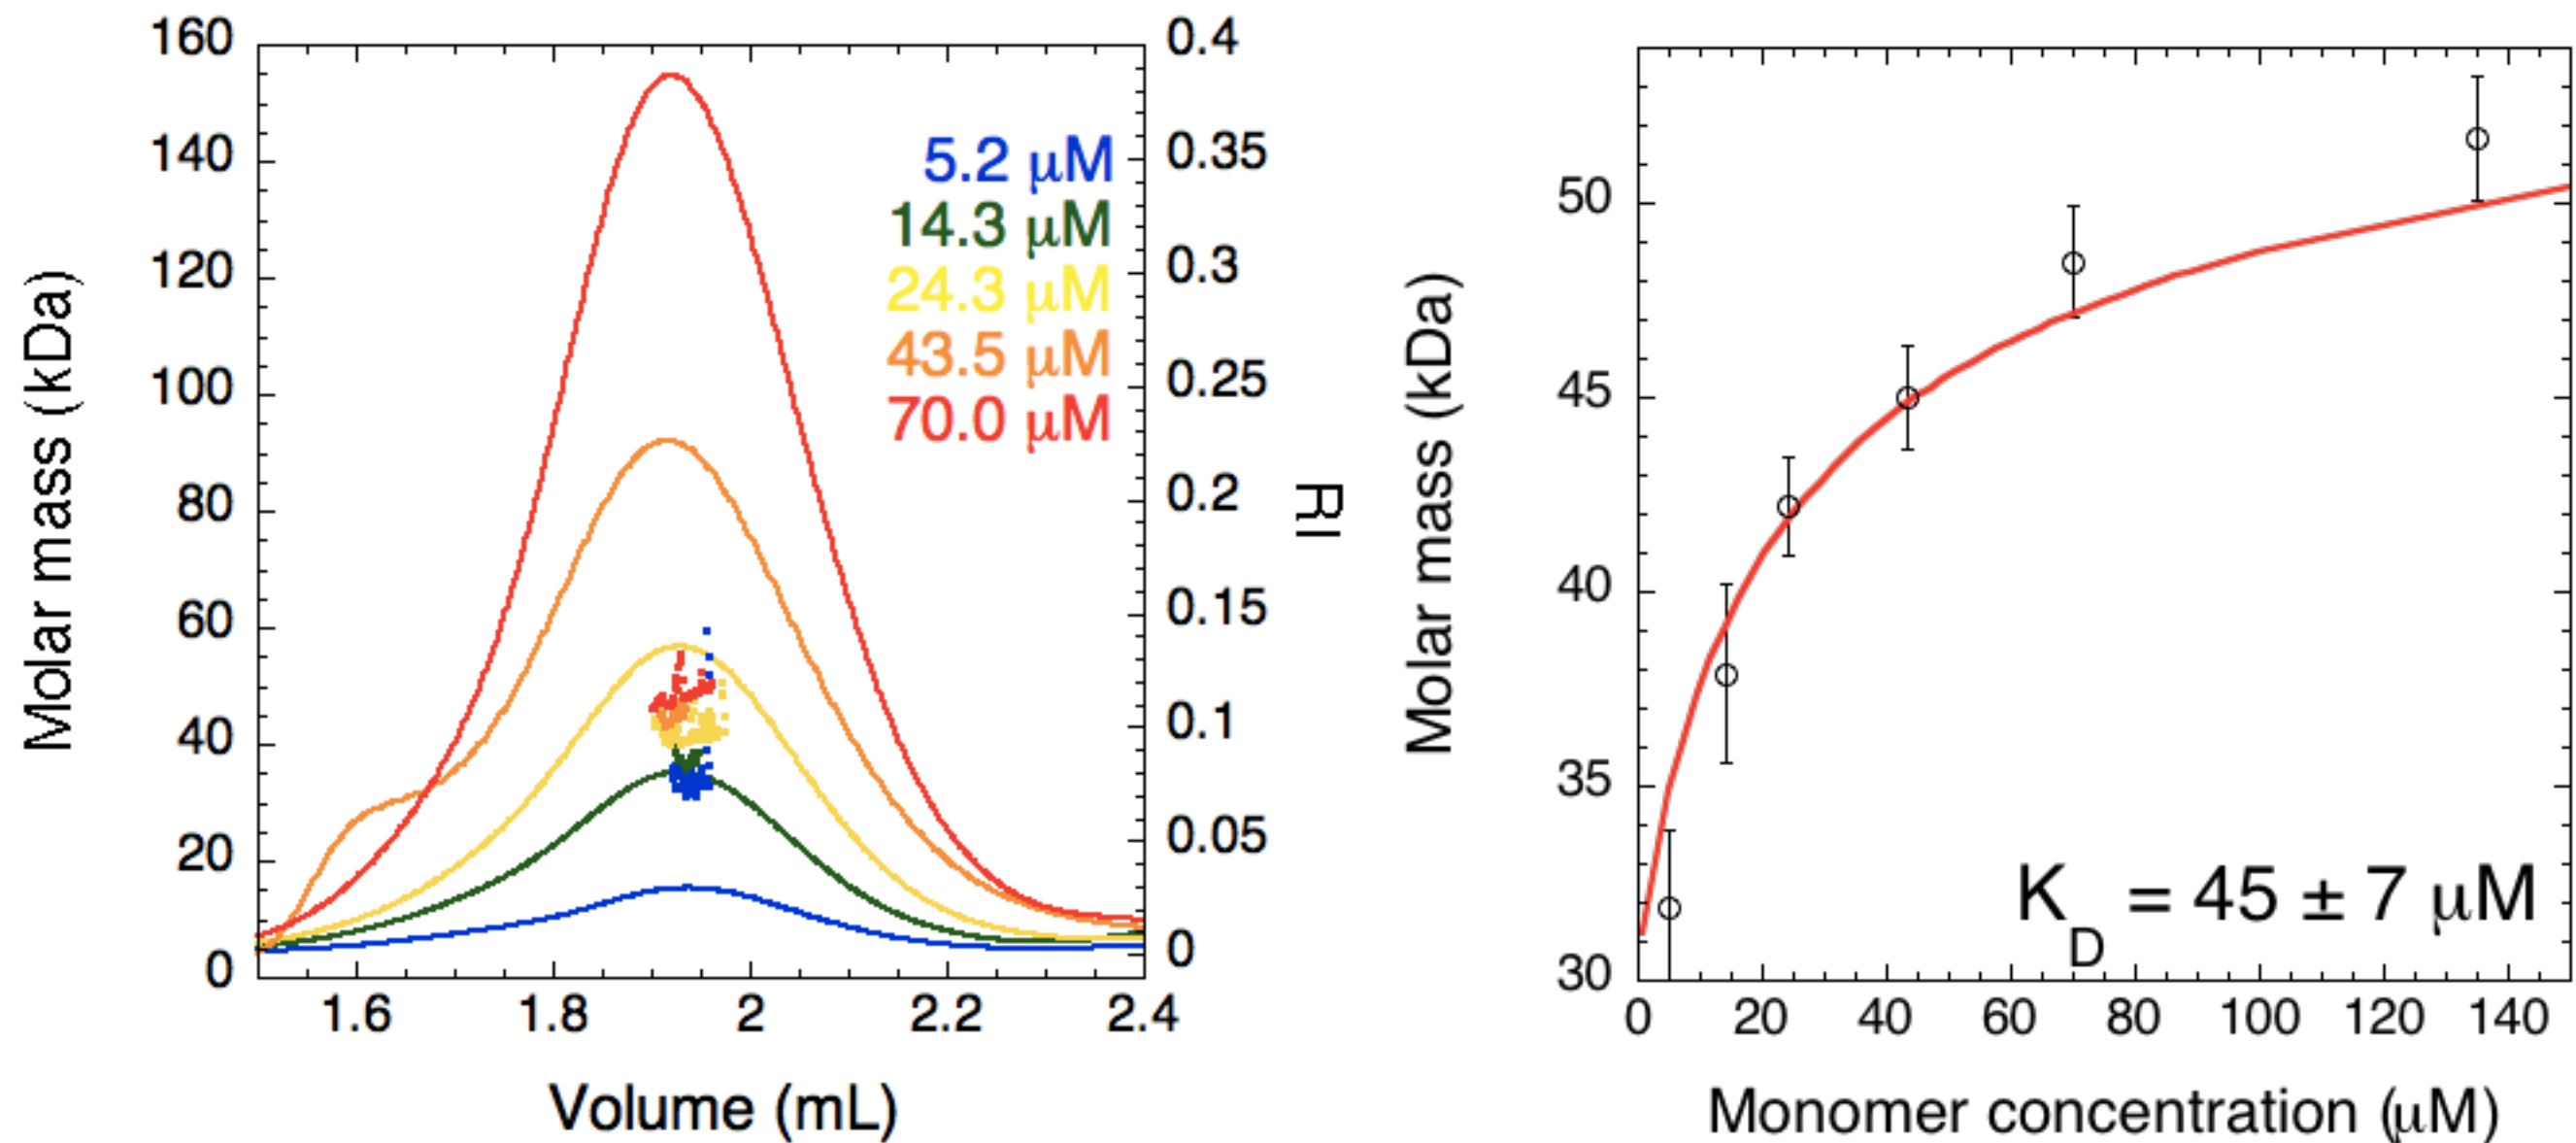 160
140
120
100
80
60
40
20
0
Molar mass (kDa)
1.6 1.8 2 2.2 2.4
Volume (mL)
0.4
0.35
0.3
0.25
0.2
0.15
0.1
0.05
0
RI
5.2 μM
14.3 μM
24.3 μM
43.5 μM
70.0 μM
50
45
40
35
30
Molar mass (kDa)
K_D = 45 ± 7 μM
0 20 40 60 80 100 120 140
Monomer concentration (μM)